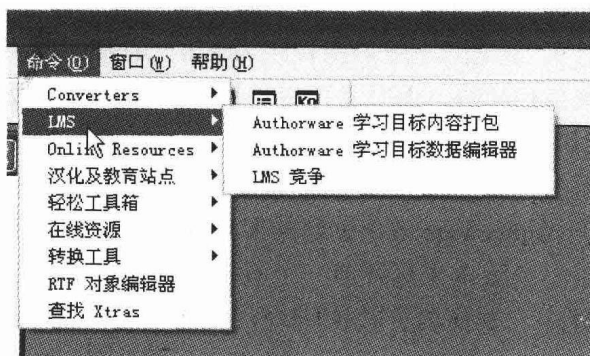 命令(O) 窗口(W) 帮助(H)
Converters
LMS
Online Resources
汉化及教育站点
轻松工具箱
在线资源
转换工具
RTF 对象编辑器
查找 Xtras
Authorware 学习目标内容打包
Authorware 学习目标数据编辑器
LMS 竞争